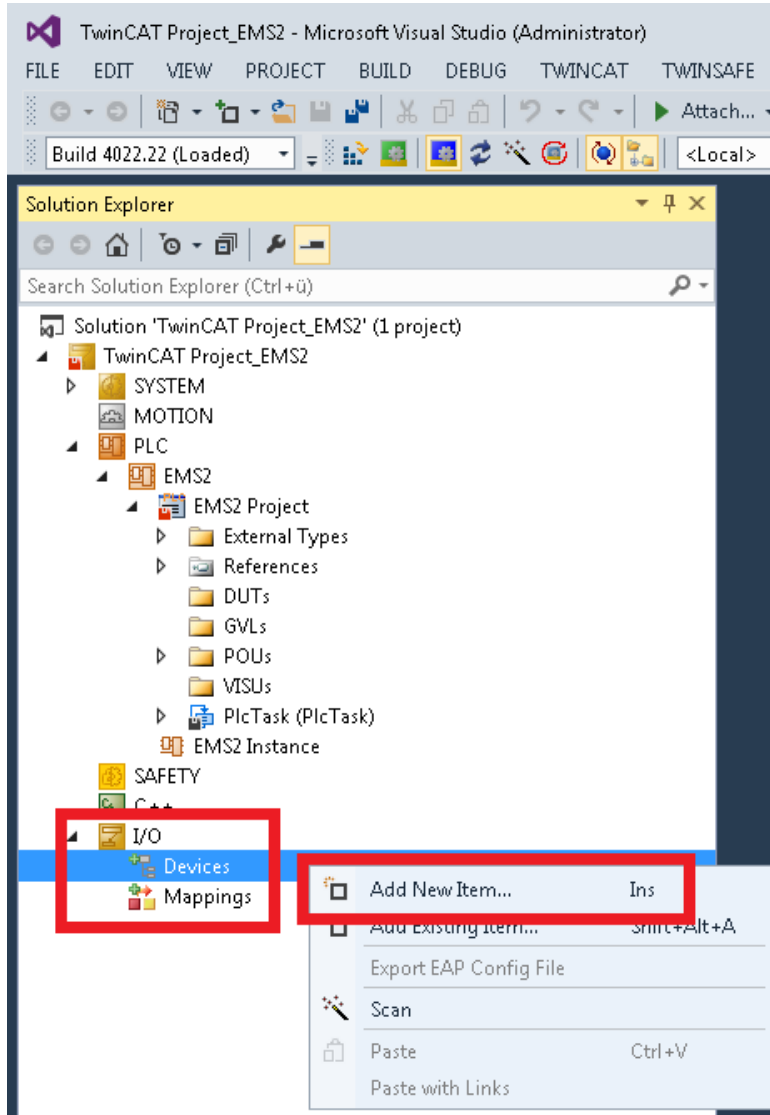 TwinCAT Project_EMS2 - Microsoft Visual Studio (Administrator)
FILE EDIT VIEW PROJECT BUILD DEBUG TWINCAT TWINSAFE
Attach...
Build 4022.22 (Loaded) <Local>
Solution Explorer
Search Solution Explorer (Ctrl+ü)
Solution 'TwinCAT Project_EMS2' (1 project)
TwinCAT Project_EMS2
SYSTEM
MOTION
PLC
EMS2
EMS2 Project
External Types
References
DUTs
GVLs
POUs
VISUs
PlcTask (PlcTask)
EMS2 Instance
SAFETY
C++
I/O
Devices
Mappings
Add New Item... Ins
Add Existing Item... Shift+Alt+A
Export EAP Config File
Scan
Paste Ctrl+V
Paste with Links